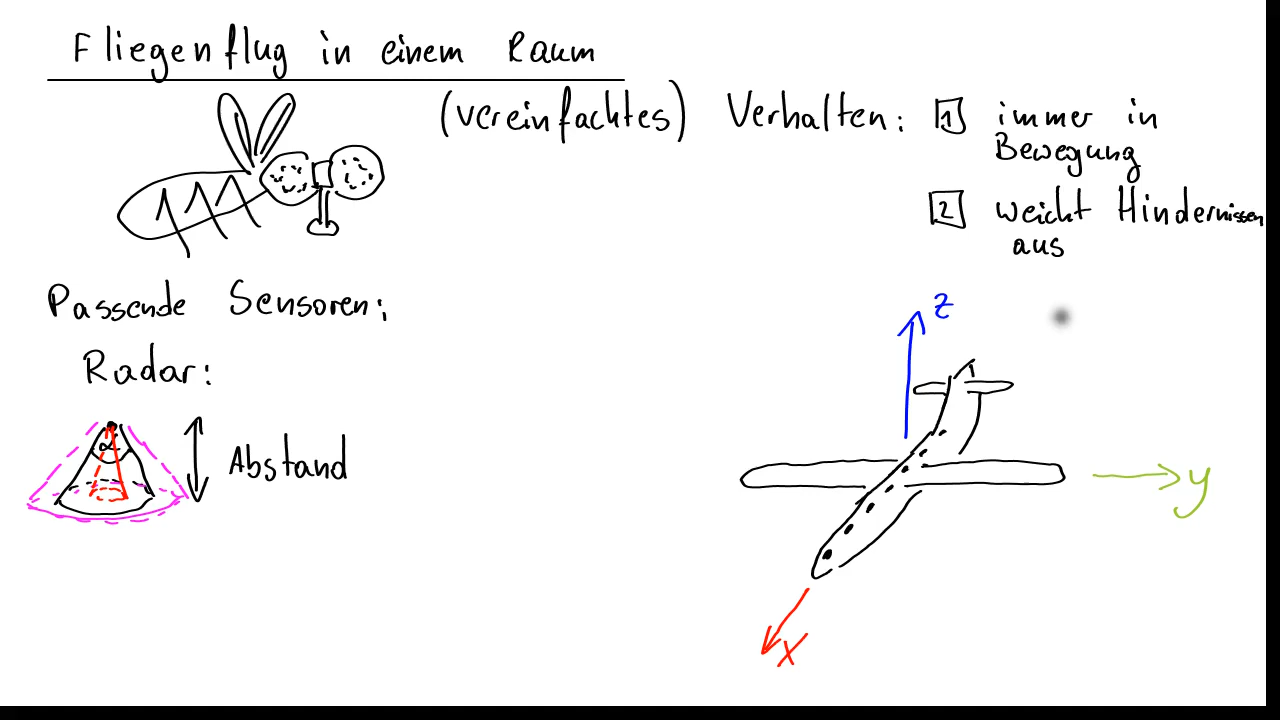 Fliegenflug in einem Raum
(vereinfachtes) Verhalten: 1 immer in
Bewegung
2 weicht Hindernissen
aus
Passende Sensoren:
z
Radar:
α
Abstand
y
x